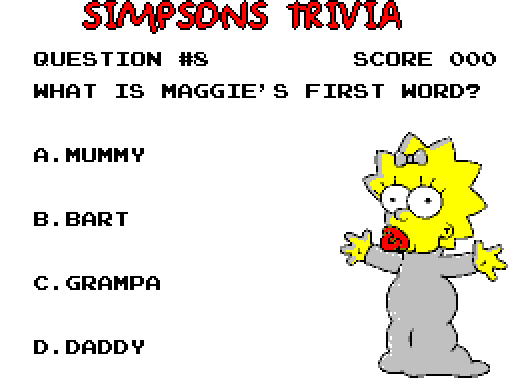 SIMPSONS TRIVIA
QUESTION #8 SCORE 000
WHAT IS MAGGIE'S FIRST WORD?
A.MUMMY
B.BART
C.GRAMPA
D.DADDY